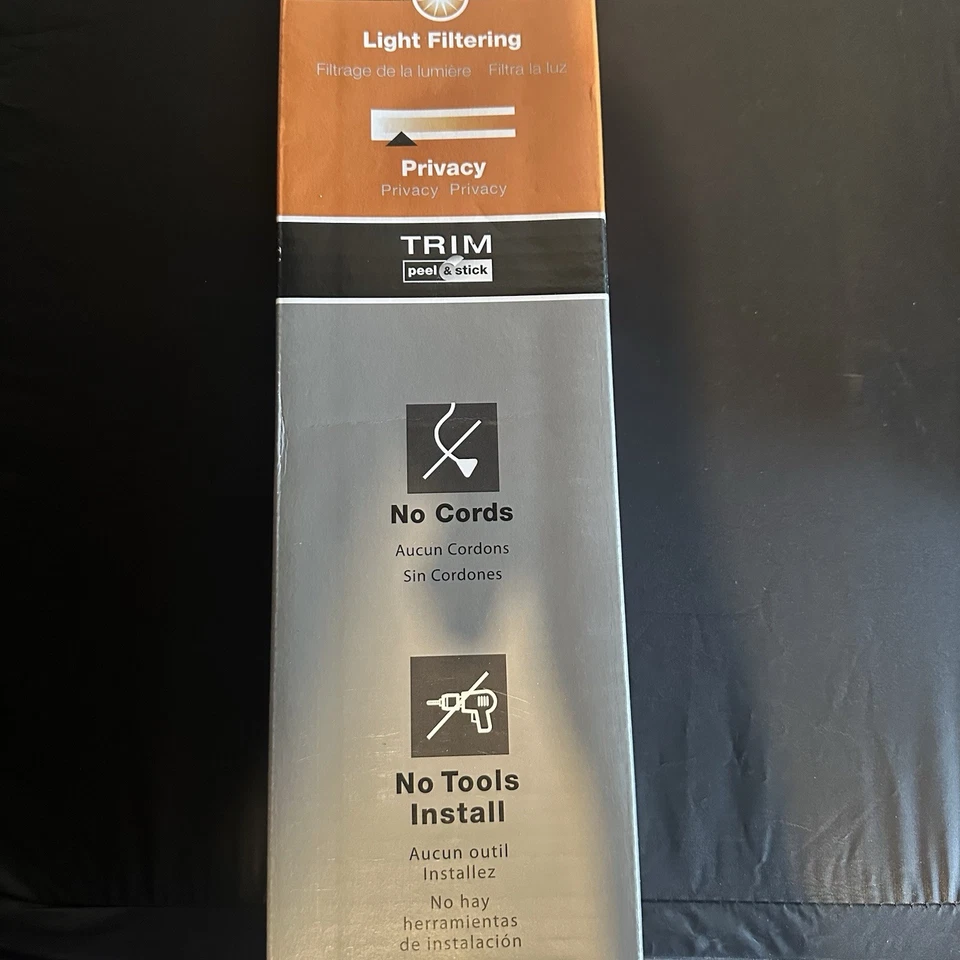 Light Filtering
Filtrage de la lumière Filtra la luz
Privacy
Privacy Privacy
TRIM
peel & stick
No Cords
Aucun Cordons
Sin Cordones
No Tools
Install
Aucun outil
Installez
No hay
herramientas
de instalación